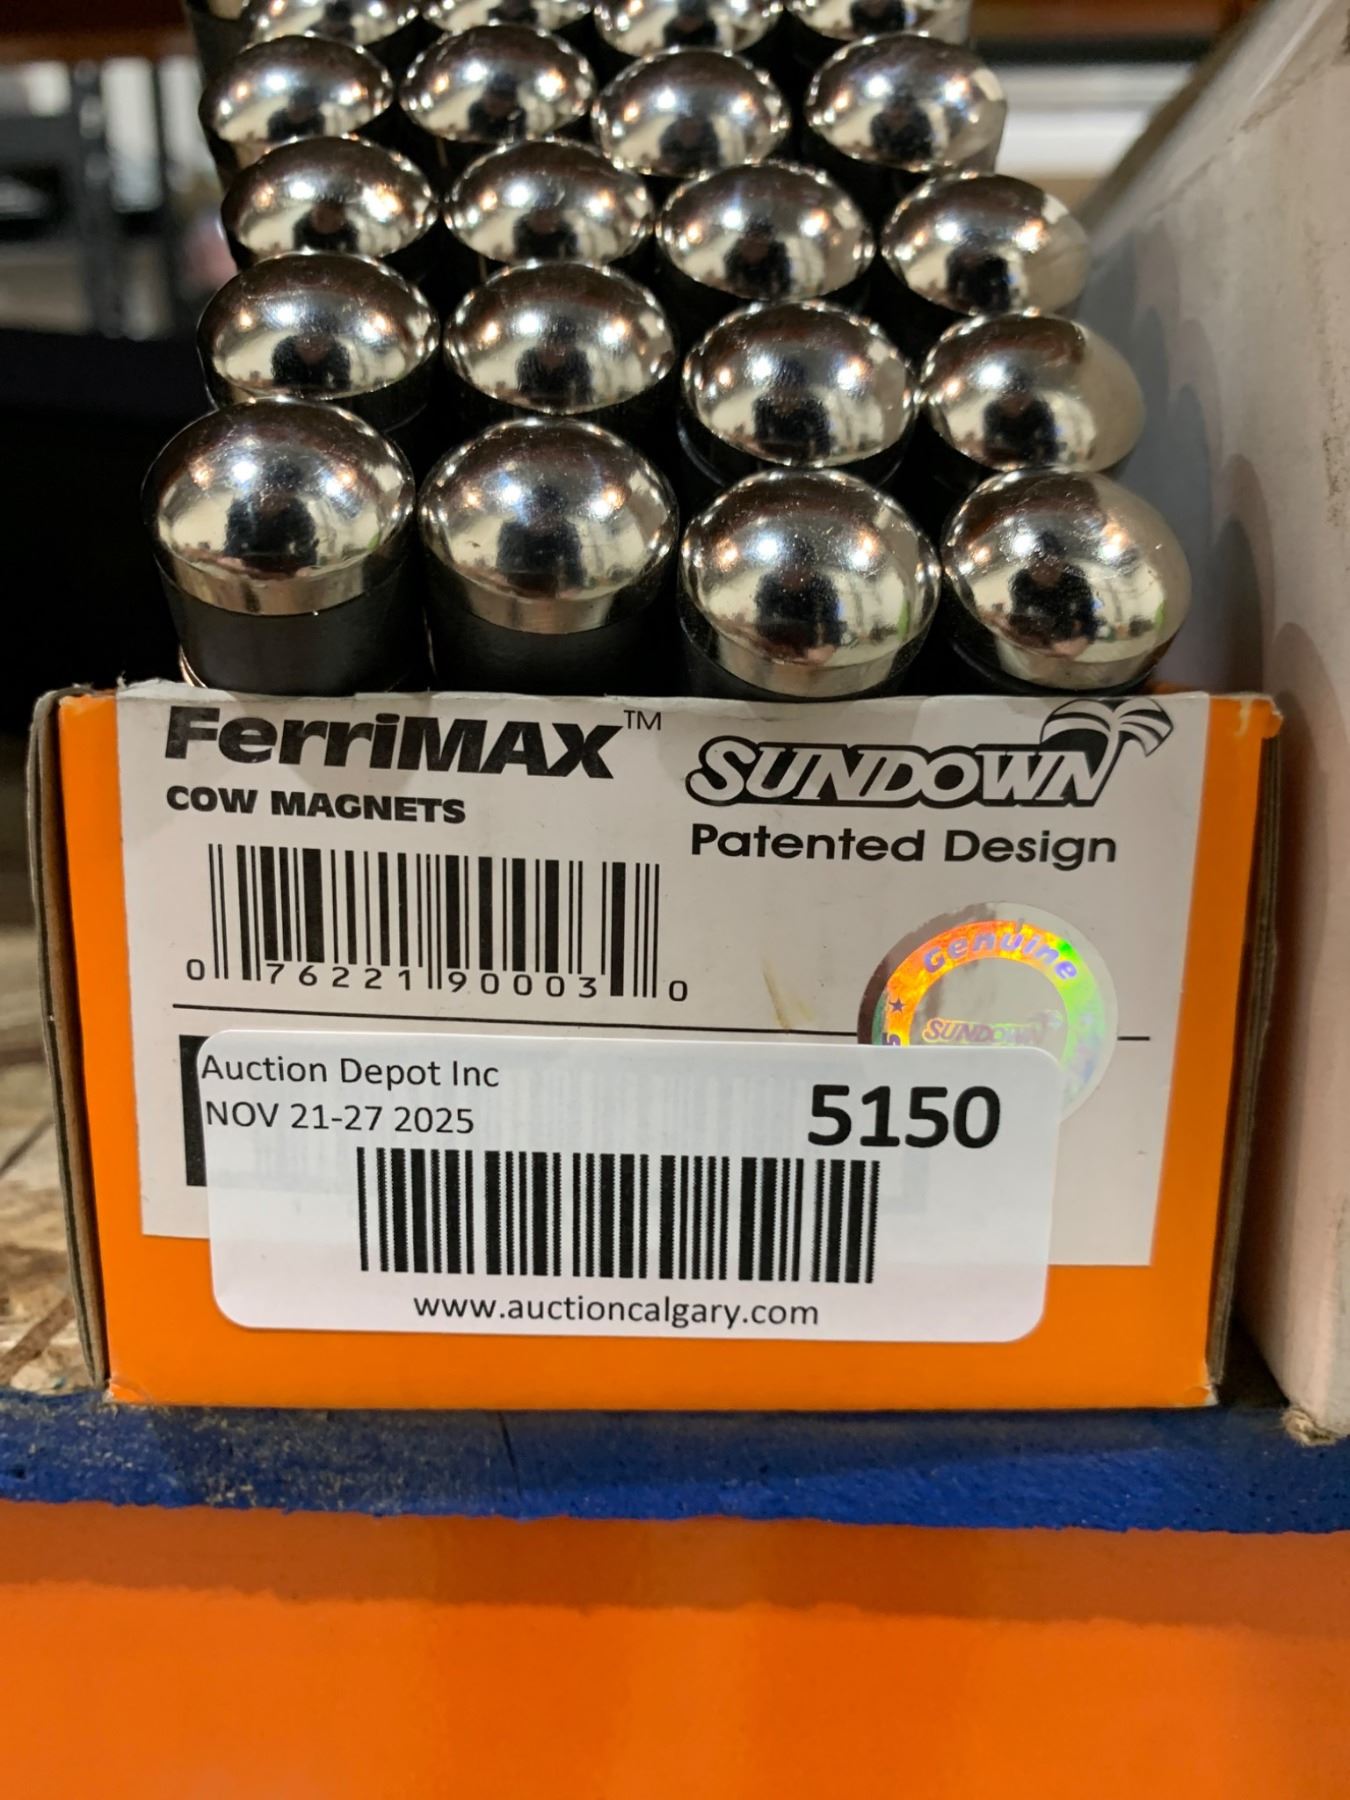 FerriMAX™
COW MAGNETS
SUNDOWN
Patented Design
0 76221 90003 0
Genuine
SUNDOWN
Auction Depot Inc
NOV 21-27 2025
5150
www.auctioncalgary.com